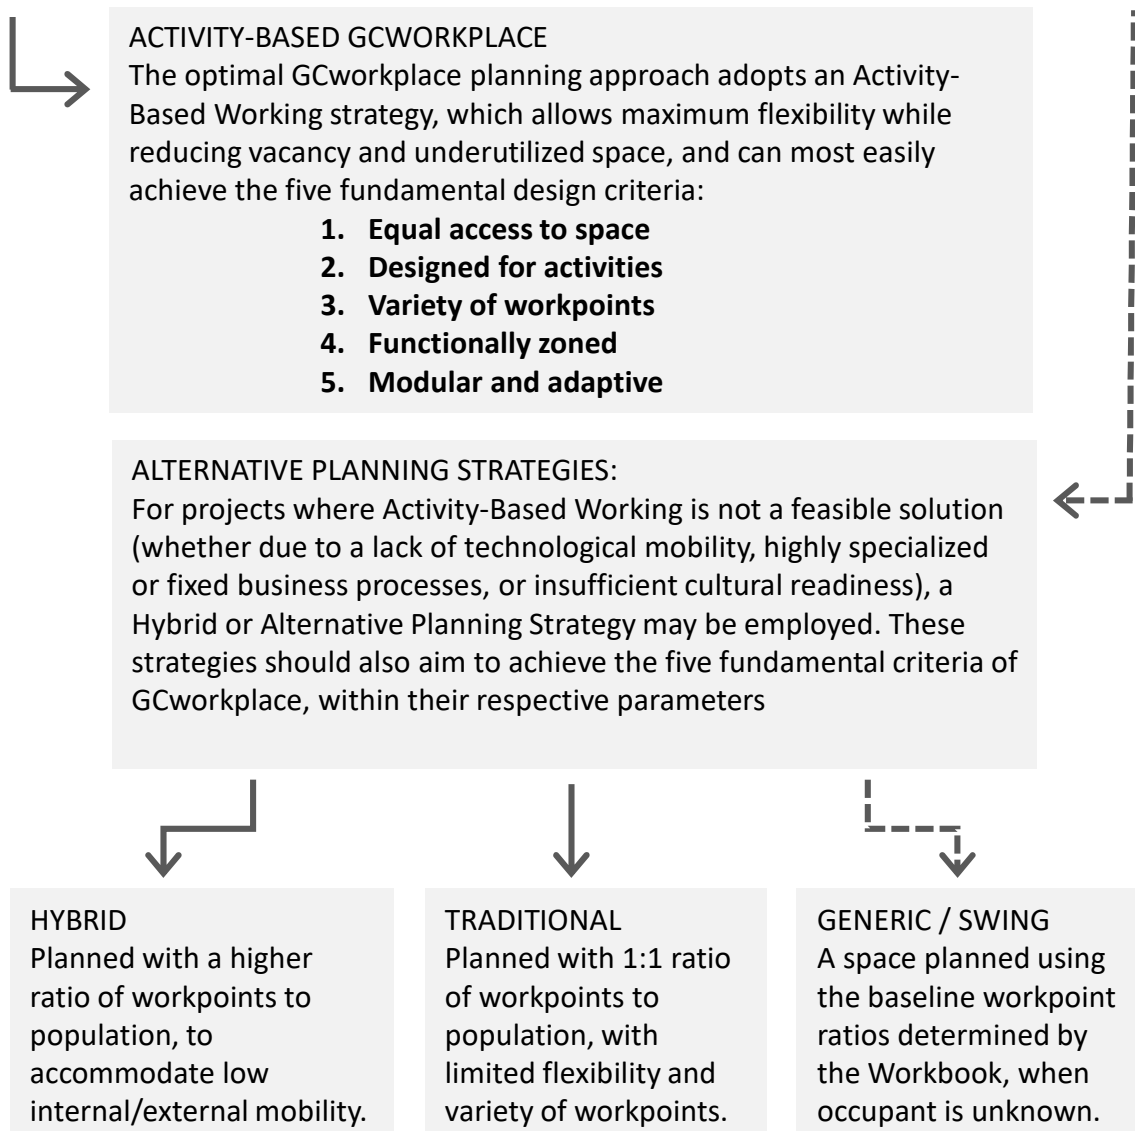 ACTIVITY-BASED GCWORKPLACE
The optimal GCworkplace planning approach adopts an Activity-
Based Working strategy, which allows maximum flexibility while
reducing vacancy and underutilized space, and can most easily
achieve the five fundamental design criteria:
1. Equal access to space
2. Designed for activities
3. Variety of workpoints
4. Functionally zoned
5. Modular and adaptive
ALTERNATIVE PLANNING STRATEGIES:
For projects where Activity-Based Working is not a feasible solution
(whether due to a lack of technological mobility, highly specialized
or fixed business processes, or insufficient cultural readiness), a
Hybrid or Alternative Planning Strategy may be employed. These
strategies should also aim to achieve the five fundamental criteria of
GCworkplace, within their respective parameters
HYBRID
Planned with a higher
ratio of workpoints to
population, to
accommodate low
internal/external mobility.
TRADITIONAL
Planned with 1:1 ratio
of workpoints to
population, with
limited flexibility and
variety of workpoints.
GENERIC / SWING
A space planned using
the baseline workpoint
ratios determined by
the Workbook, when
occupant is unknown.